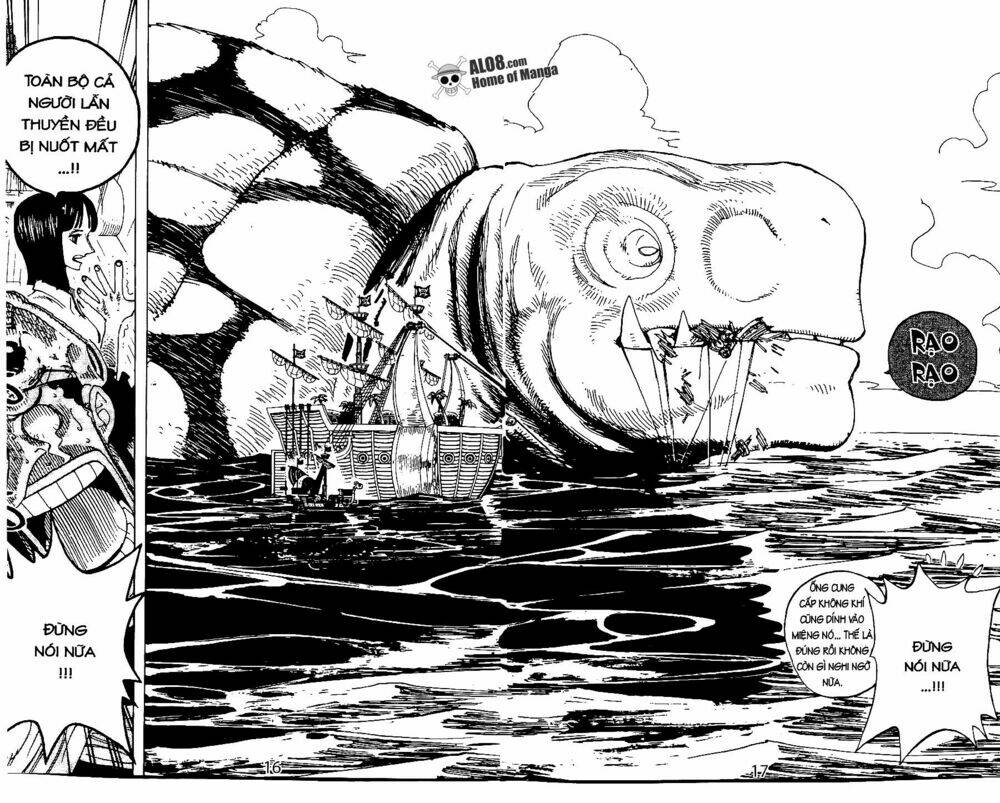 AL08.com
Home of Manga
RẠO
RẠO
ỐNG CUNG
CẤP KHÔNG KHÍ
CŨNG DÍNH VÀO
MIỆNG NÓ... THẾ LÀ
ĐÚNG RỒI KHÔNG
CÒN GÌ NGHI NGỜ
NỮA.
ĐỪNG
NÓI NỮA
...!!!
TOÀN BỘ CẢ
NGƯỜI LẪN
THUYỀN ĐỀU
BỊ NUỐT MẤT
...!!
ĐỪNG
NÓI NỮA
!!!
16
17